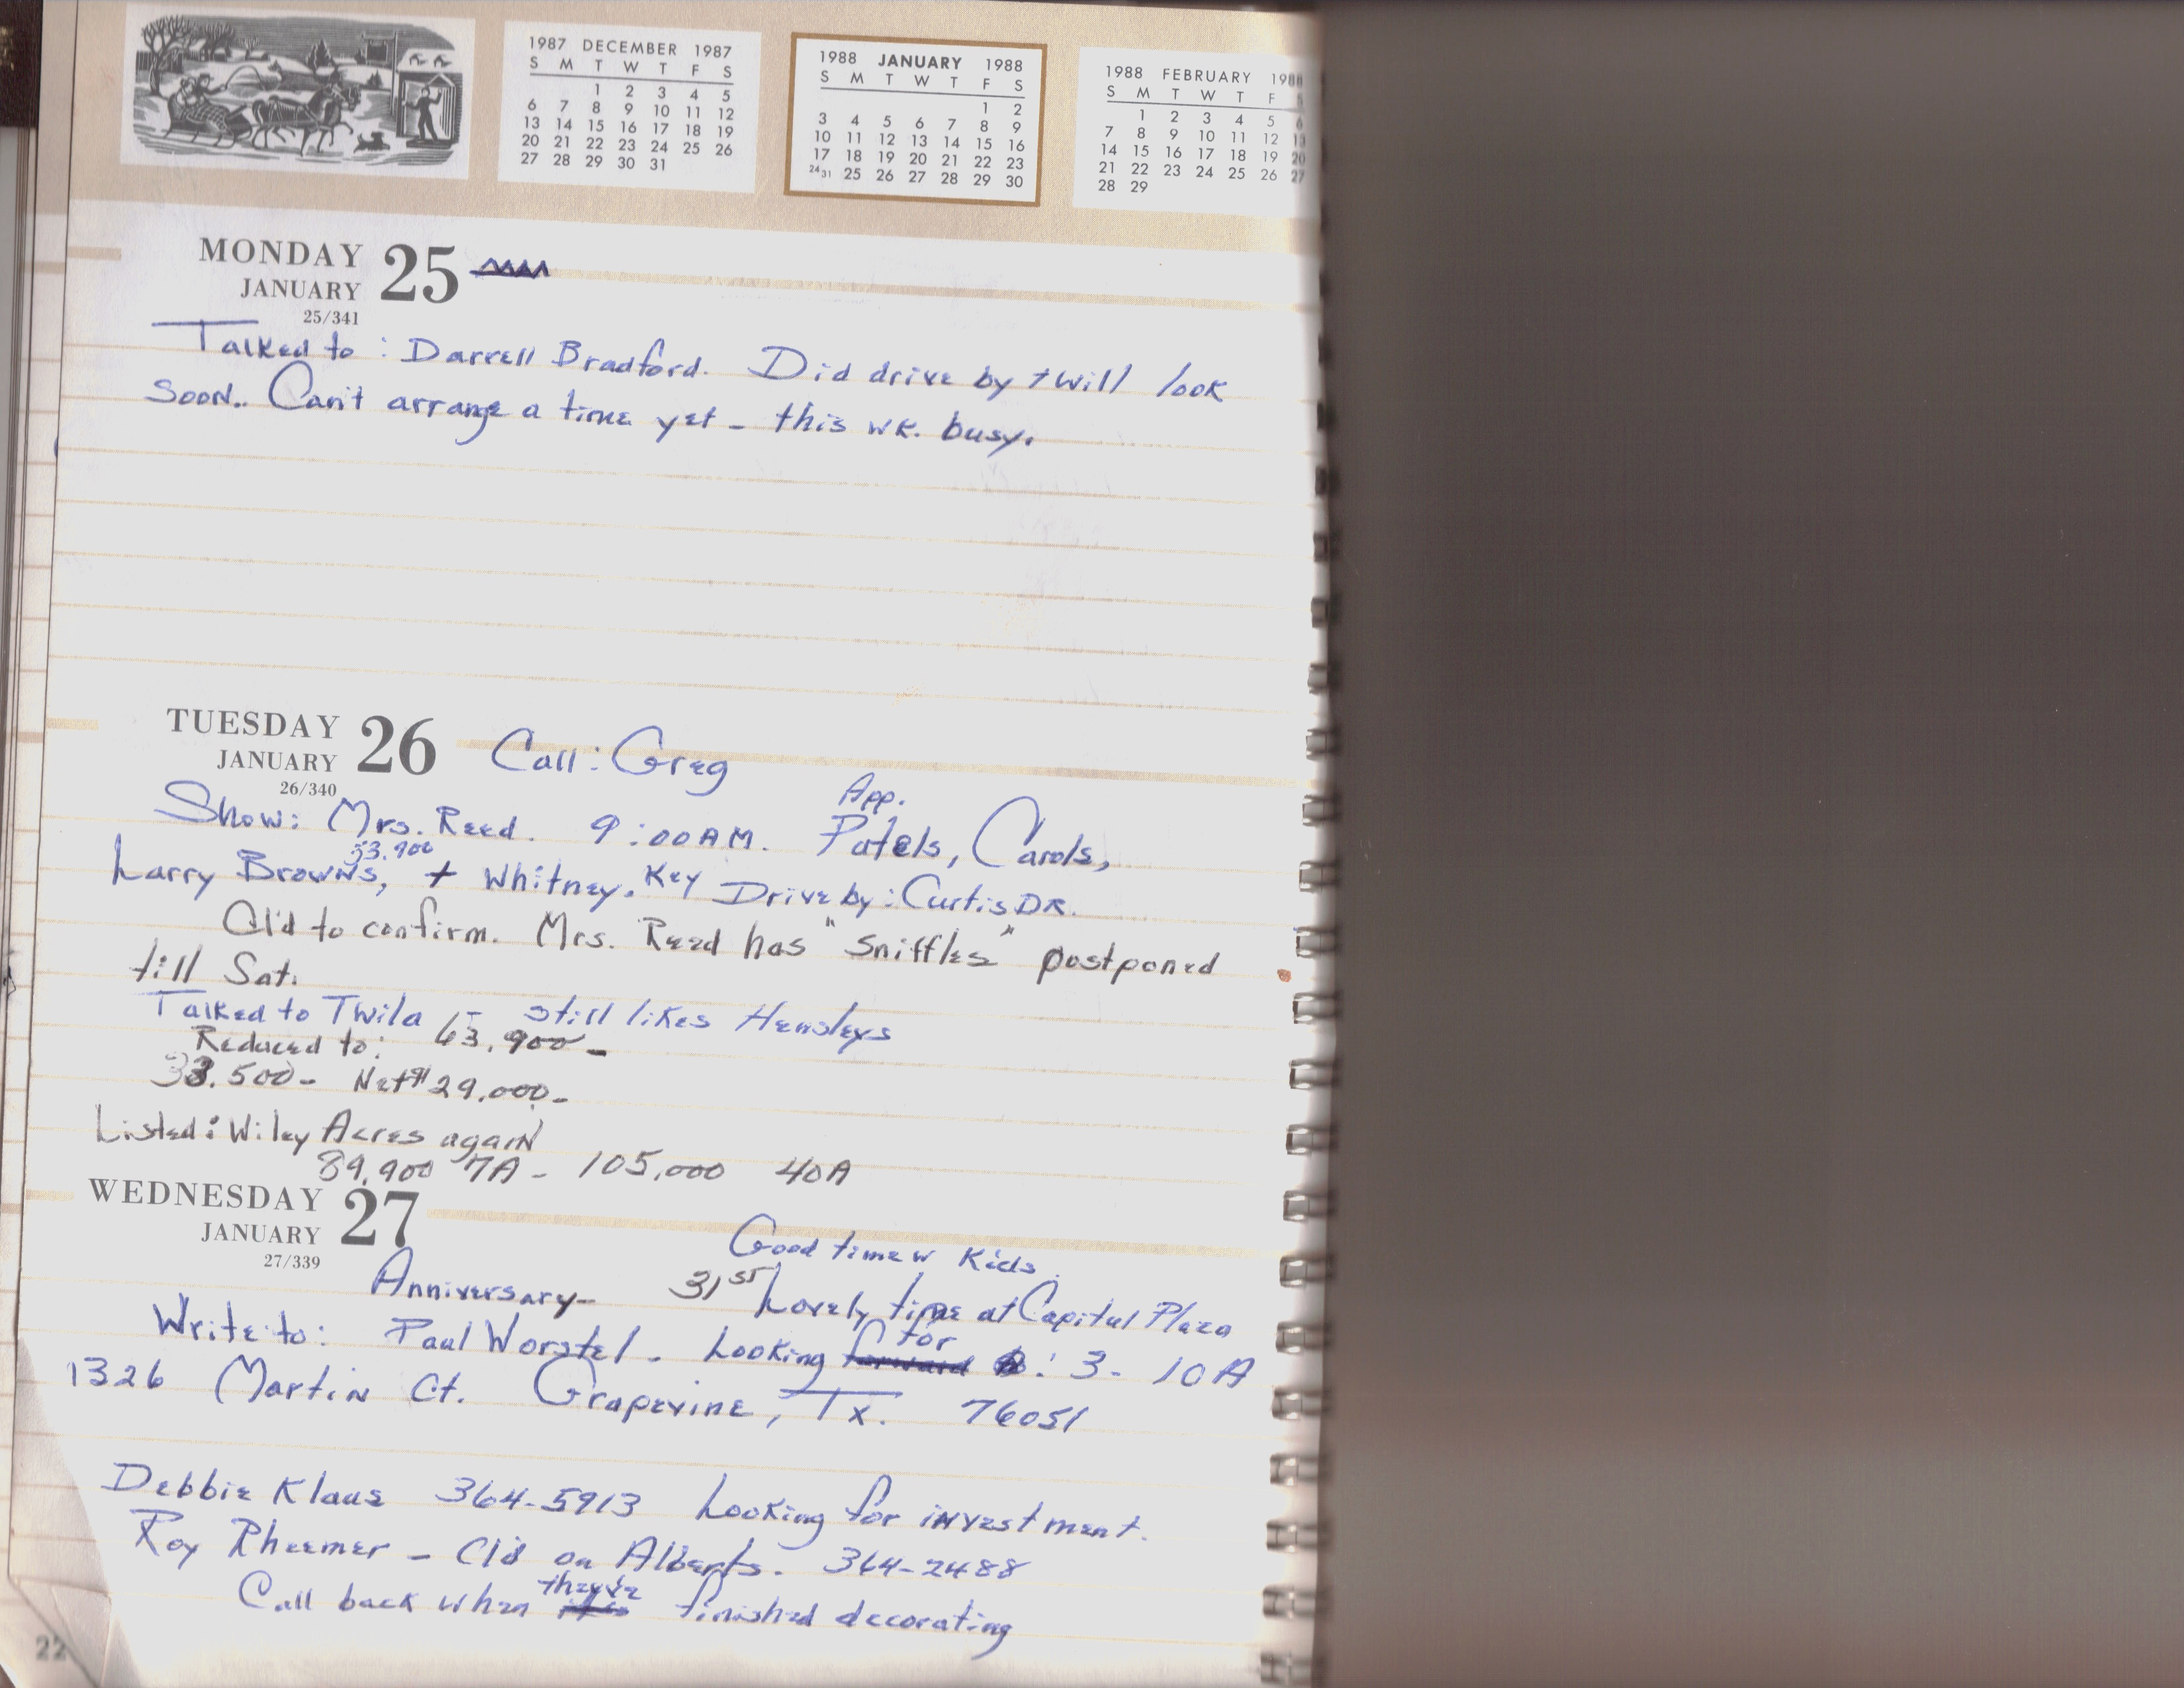 1987 DECEMBER 1987
S M T W T F S
1 2 3 4 5
6 7 8 9 10 11 12
13 14 15 16 17 18 19
20 21 22 23 24 25 26
27 28 29 30 31
1988 JANUARY 1988
S M T W T F S
1 2
3 4 5 6 7 8 9
10 11 12 13 14 15 16
17 18 19 20 21 22 23
24 31 25 26 27 28 29 30
1988 FEBRUARY 1988
S M T W T F S
1 2 3 4 5 6
7 8 9 10 11 12 13
14 15 16 17 18 19 20
21 22 23 24 25 26 27
28 29
MONDAY 25
JANUARY
25/341
Talked to : Darrell Bradford. Did drive by + will look
soon.. Can't arrange a time yet - this wk. busy.
TUESDAY 26 Call: Greg
JANUARY
26/340
App.
Show: Mrs. Reed. 9:00 AM. Patels, Carols,
33.900
Larry Browns, + Whitney. Key Drive by: Curtis DR.
Cl'd to confirm. Mrs. Reed has "sniffles" postponed
till Sat.
Talked to Twila - still likes Hensleys
Reduced to: 63,900-
33.500- Net $29,000.-
Listed: Wiley Acres again
89,900 7A - 105,000 40A
WEDNESDAY 27
JANUARY
27/339
Good time w Kids.
Anniversary- 31st Lovely time at Capitul Plaza
Write to: Paul Worstel. Looking forward for : 3- 10A
1326 Martin Ct. Grapevine, Tx. 76051
Debbie Klaus 364-5913 Looking for investment.
Roy Rheemer - Cl'd on Alberts. 364-2488
Call back when they're finished decorating
22